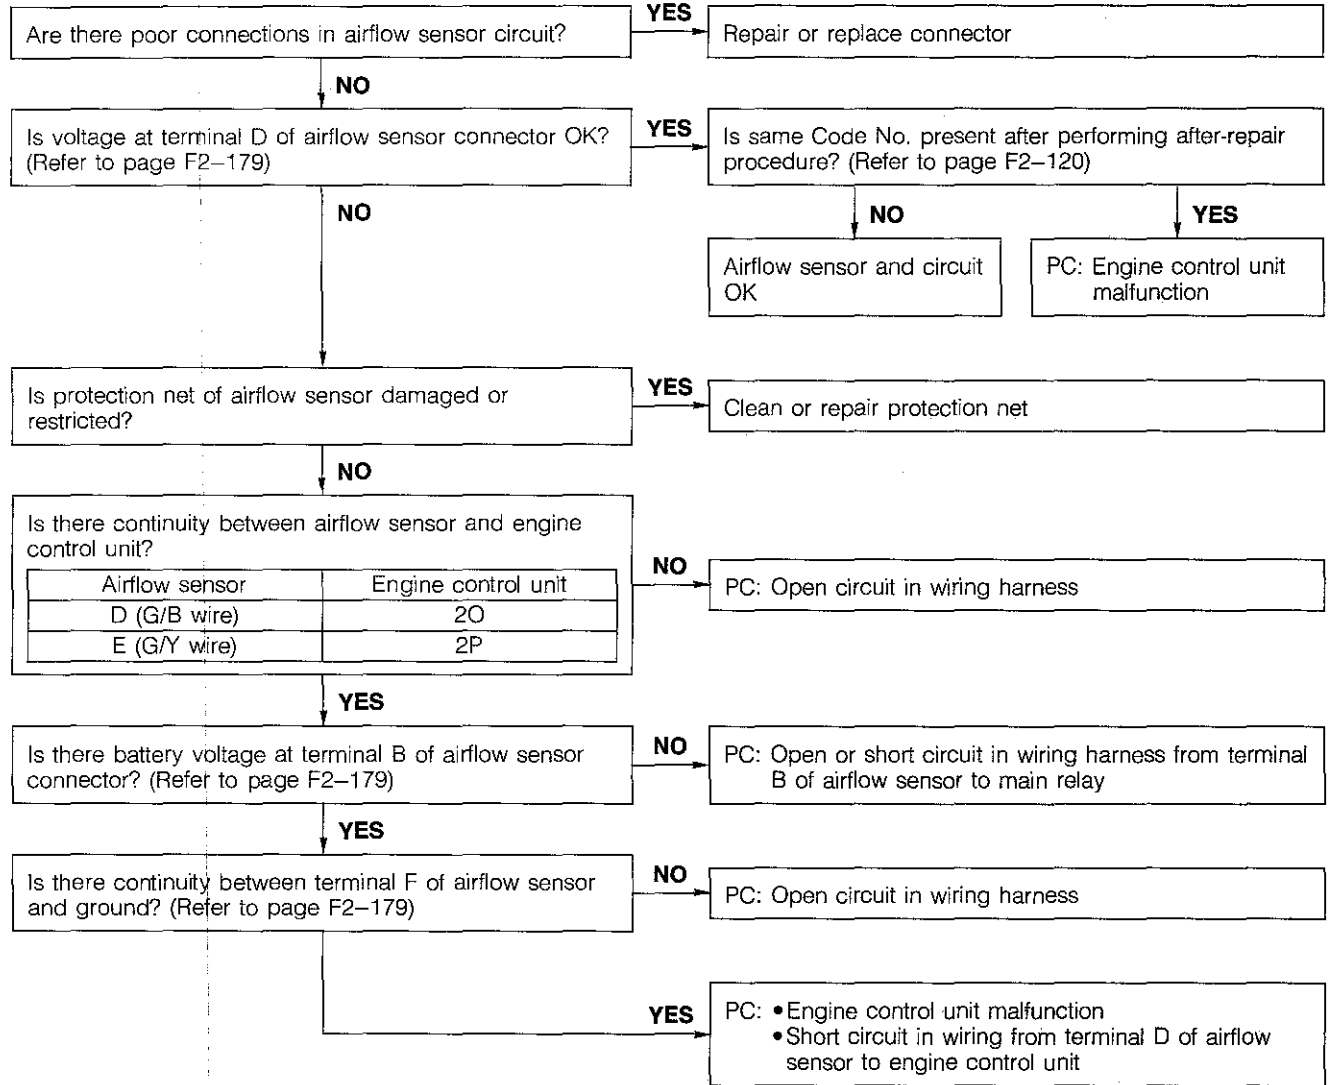 Are there poor connections in airflow sensor circuit?
YES
Repair or replace connector
NO
Is voltage at terminal D of airflow sensor connector OK?
(Refer to page F2–179)
YES
Is same Code No. present after performing after-repair
procedure? (Refer to page F2–120)
NO
NO
YES
Airflow sensor and circuit
OK
PC: Engine control unit
malfunction
Is protection net of airflow sensor damaged or
restricted?
YES
Clean or repair protection net
NO
Is there continuity between airflow sensor and engine
control unit?
Airflow sensor Engine control unit
D (G/B wire) 2O
E (G/Y wire) 2P
NO
PC: Open circuit in wiring harness
YES
Is there battery voltage at terminal B of airflow sensor
connector? (Refer to page F2–179)
NO
PC: Open or short circuit in wiring harness from terminal
B of airflow sensor to main relay
YES
Is there continuity between terminal F of airflow sensor
and ground? (Refer to page F2–179)
NO
PC: Open circuit in wiring harness
YES
PC: •Engine control unit malfunction
•Short circuit in wiring from terminal D of airflow
sensor to engine control unit